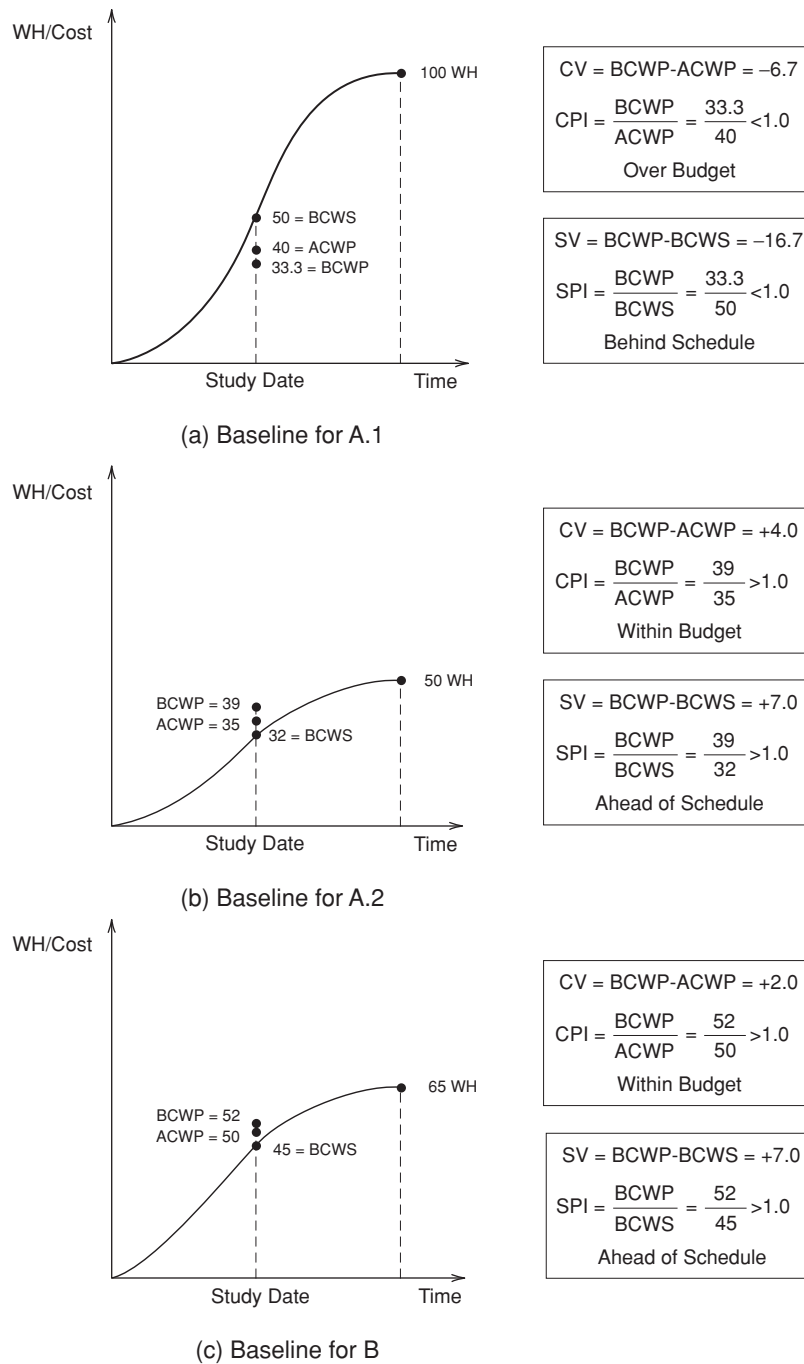 WH/Cost
100 WH
50 = BCWS
40 = ACWP
33.3 = BCWP
Study Date
Time
CV = BCWP-ACWP = −6.7
CPI = BCWP/ACWP = 33.3/40 <1.0
Over Budget
SV = BCWP-BCWS = −16.7
SPI = BCWP/BCWS = 33.3/50 <1.0
Behind Schedule
(a) Baseline for A.1
WH/Cost
50 WH
BCWP = 39
ACWP = 35
32 = BCWS
Study Date
Time
CV = BCWP-ACWP = +4.0
CPI = BCWP/ACWP = 39/35 >1.0
Within Budget
SV = BCWP-BCWS = +7.0
SPI = BCWP/BCWS = 39/32 >1.0
Ahead of Schedule
(b) Baseline for A.2
WH/Cost
65 WH
BCWP = 52
ACWP = 50
45 = BCWS
Study Date
Time
CV = BCWP-ACWP = +2.0
CPI = BCWP/ACWP = 52/50 >1.0
Within Budget
SV = BCWP-BCWS = +7.0
SPI = BCWP/BCWS = 52/45 >1.0
Ahead of Schedule
(c) Baseline for B